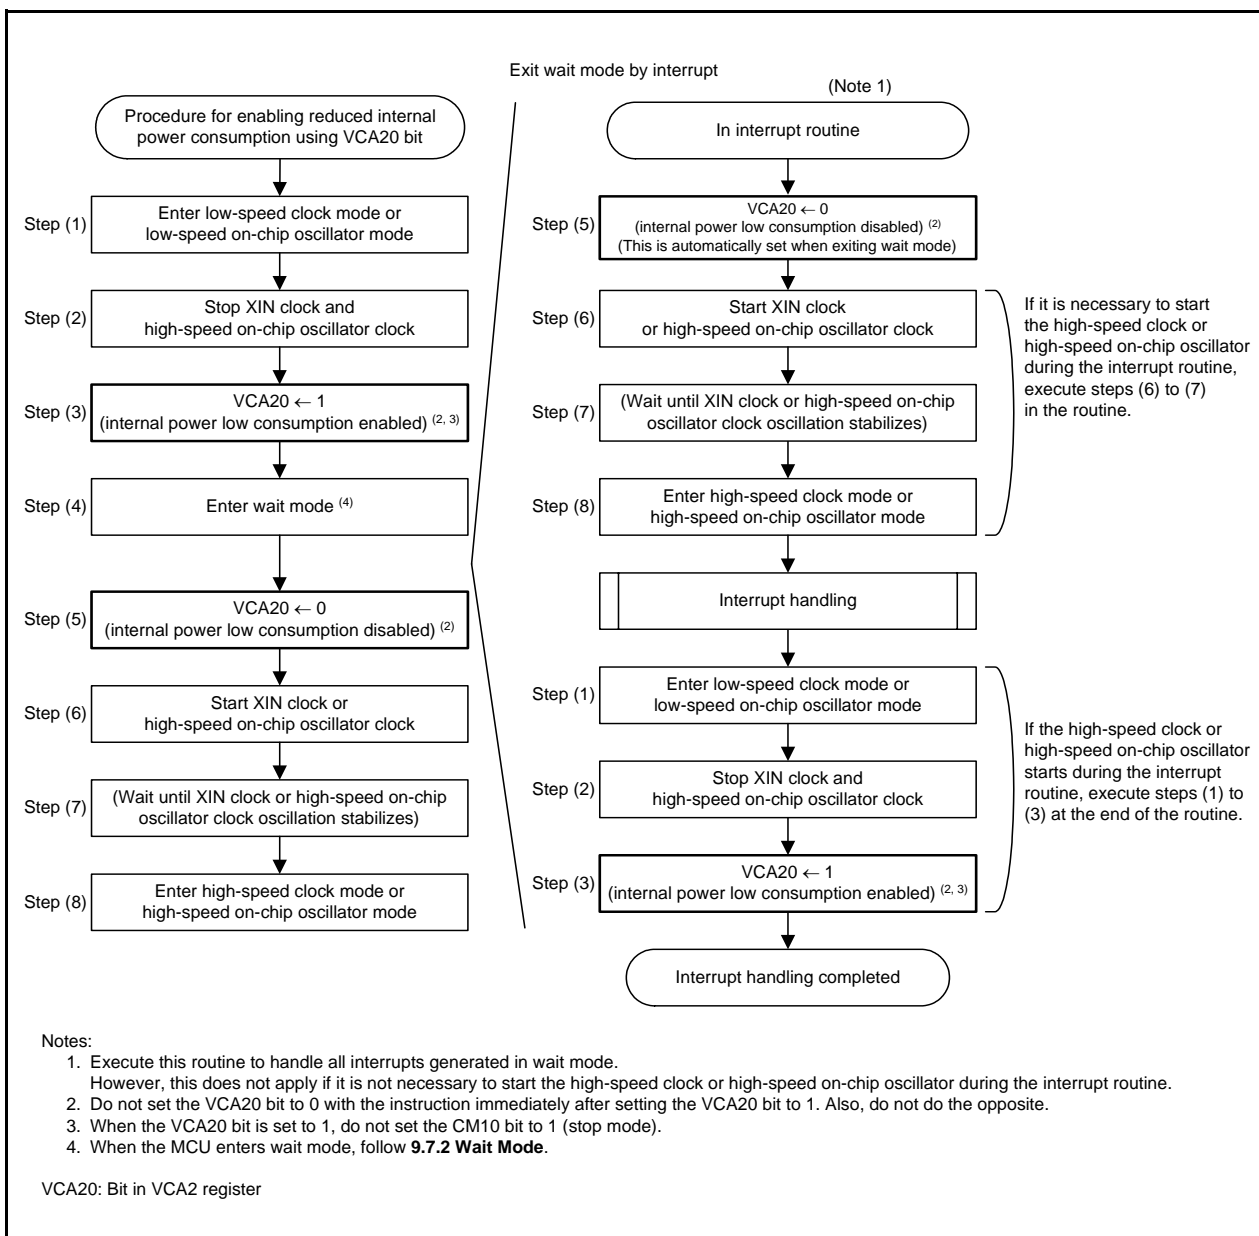 Exit wait mode by interrupt
Procedure for enabling reduced internal
power consumption using VCA20 bit
Step (1)
Enter low-speed clock mode or
low-speed on-chip oscillator mode
Step (2)
Stop XIN clock and
high-speed on-chip oscillator clock
Step (3)
VCA20 ← 1
(internal power low consumption enabled) (2, 3)
Step (4)
Enter wait mode (4)
Step (5)
VCA20 ← 0
(internal power low consumption disabled) (2)
Step (6)
Start XIN clock or
high-speed on-chip oscillator clock
Step (7)
(Wait until XIN clock or high-speed on-chip
oscillator clock oscillation stabilizes)
Step (8)
Enter high-speed clock mode or
high-speed on-chip oscillator mode
(Note 1)
In interrupt routine
Step (5)
VCA20 ← 0
(internal power low consumption disabled) (2)
(This is automatically set when exiting wait mode)
Step (6)
Start XIN clock
or high-speed on-chip oscillator clock
Step (7)
(Wait until XIN clock or high-speed on-chip
oscillator clock oscillation stabilizes)
Step (8)
Enter high-speed clock mode or
high-speed on-chip oscillator mode
If it is necessary to start
the high-speed clock or
high-speed on-chip oscillator
during the interrupt routine,
execute steps (6) to (7)
in the routine.
Interrupt handling
Step (1)
Enter low-speed clock mode or
low-speed on-chip oscillator mode
Step (2)
Stop XIN clock and
high-speed on-chip oscillator clock
Step (3)
VCA20 ← 1
(internal power low consumption enabled) (2, 3)
If the high-speed clock or
high-speed on-chip oscillator
starts during the interrupt
routine, execute steps (1) to
(3) at the end of the routine.
Interrupt handling completed
Notes:
1. Execute this routine to handle all interrupts generated in wait mode.
However, this does not apply if it is not necessary to start the high-speed clock or high-speed on-chip oscillator during the interrupt routine.
2. Do not set the VCA20 bit to 0 with the instruction immediately after setting the VCA20 bit to 1. Also, do not do the opposite.
3. When the VCA20 bit is set to 1, do not set the CM10 bit to 1 (stop mode).
4. When the MCU enters wait mode, follow 9.7.2 Wait Mode.
VCA20: Bit in VCA2 register